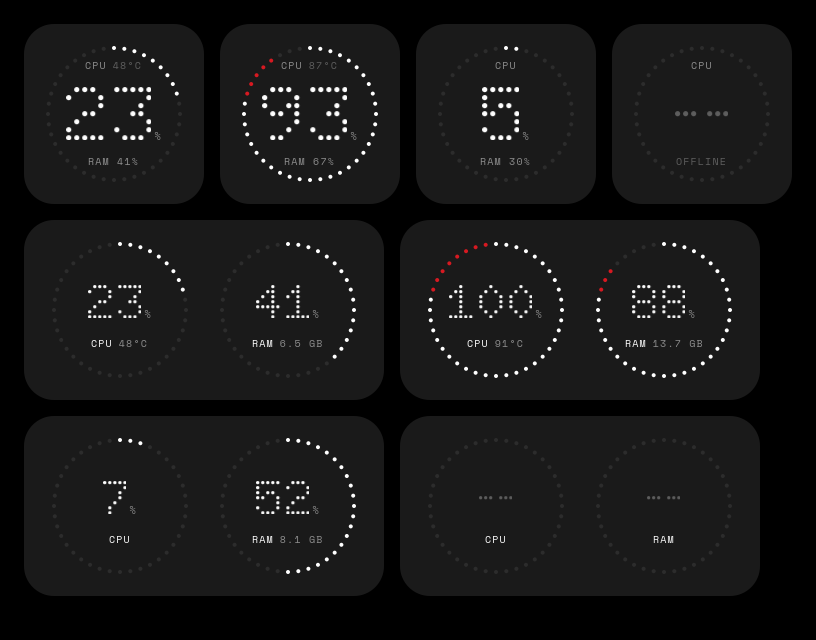 CPU 48°C
23%
RAM 41%
CPU 87°C
93%
RAM 67%
CPU
5%
RAM 30%
CPU
-- --
OFFLINE
23%
CPU 48°C
41%
RAM 6.5 GB
100%
CPU 91°C
88%
RAM 13.7 GB
7%
CPU
52%
RAM 8.1 GB
-- --
CPU
-- --
RAM